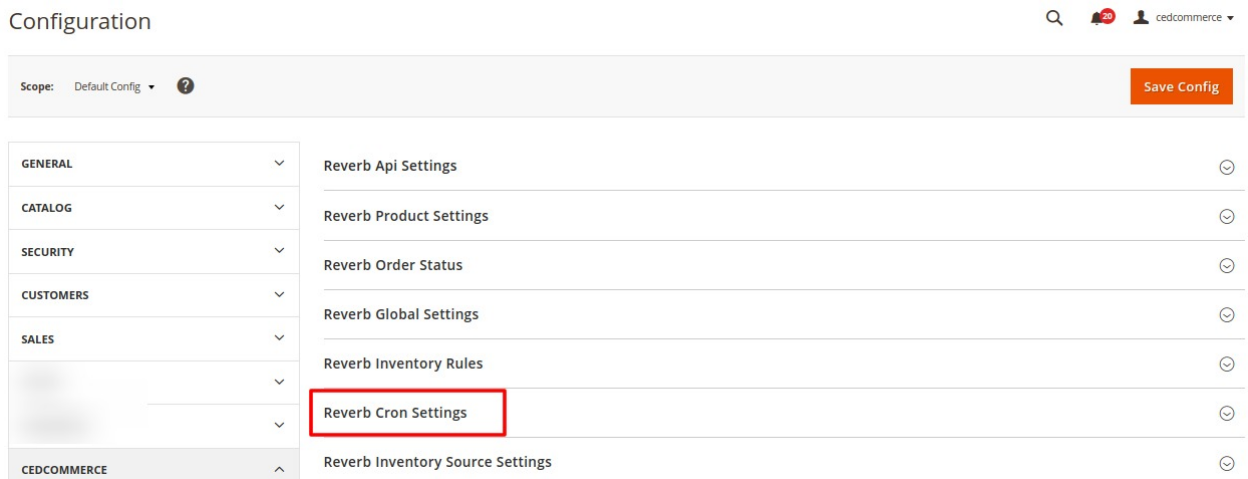 Configuration
20
cedcommerce
Scope: Default Config ?
Save Config
GENERAL
CATALOG
SECURITY
CUSTOMERS
SALES
CEDCOMMERCE
Reverb Api Settings
Reverb Product Settings
Reverb Order Status
Reverb Global Settings
Reverb Inventory Rules
Reverb Cron Settings
Reverb Inventory Source Settings